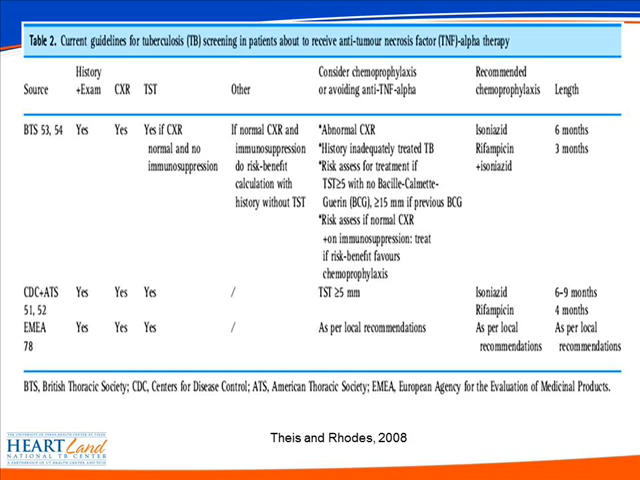 Table 2. Current guidelines for tuberculosis (TB) screening in patients about to receive anti-tumour necrosis factor (TNF)-alpha therapy
History Consider chemoprophylaxis Recommended
Source +Exam CXR TST Other or avoiding anti-TNF-alpha chemoprophylaxis Length
BTS 53, 54 Yes Yes Yes if CXR If normal CXR and *Abnormal CXR Isoniazid 6 months
normal and no immunosuppression *History inadequately treated TB Rifampicin 3 months
immunosuppression do risk-benefit *Risk assess for treatment if +isoniazid
calculation with TST≥5 with no Bacille-Calmette-
history without TST Guerin (BCG), ≥15 mm if previous BCG
*Risk assess if normal CXR
+on immunosuppression: treat
if risk-benefit favours
chemoprophylaxis
CDC+ATS Yes Yes Yes / TST ≥5 mm Isoniazid 6–9 months
51, 52 Rifampicin 4 months
EMEA Yes Yes Yes / As per local recommendations As per local As per local
78 recommendations recommendations
BTS, British Thoracic Society; CDC, Centers for Disease Control; ATS, American Thoracic Society; EMEA, European Agency for the Evaluation of Medicinal Products.
Theis and Rhodes, 2008
HEARTLand
NATIONAL TB CENTER